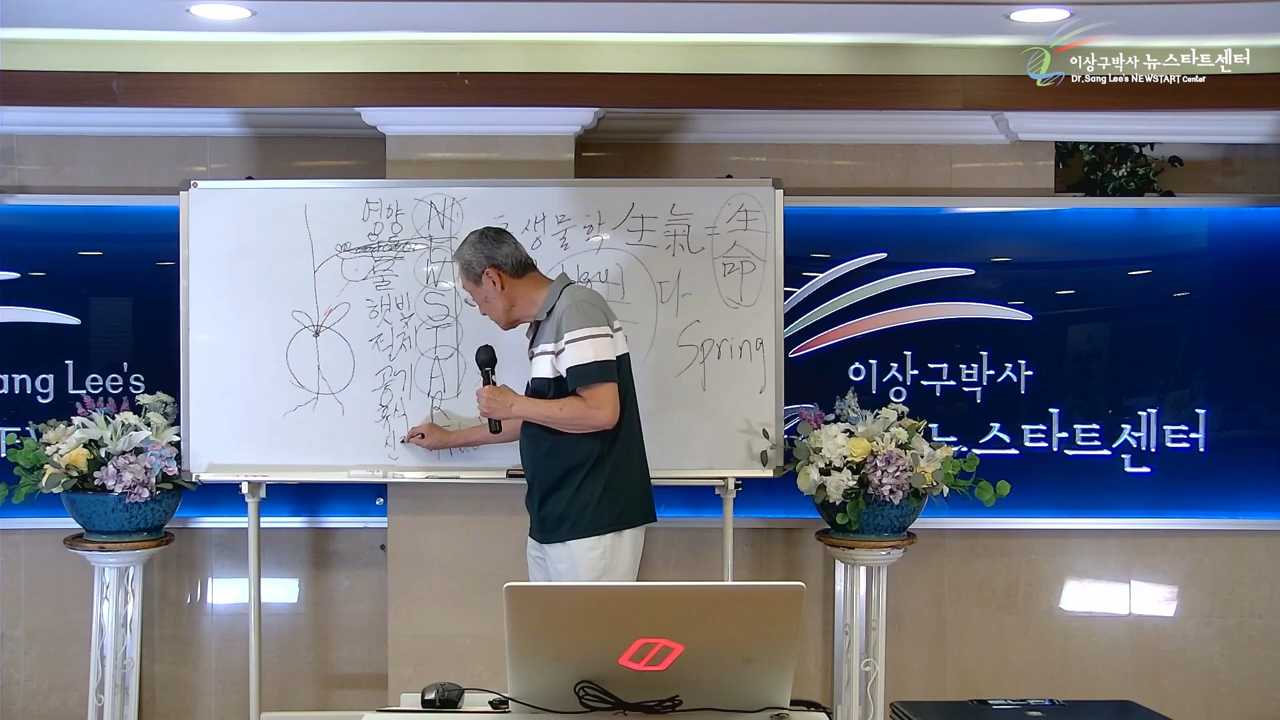 이상구박사 뉴스타트센터
Dr.Sang Lee's NEWSTART Center
영양 N 생물학 生氣=生命
물
햇빛 S 다
절제 T Spring
공기 A
휴식 R
신
ang Lee's
이상구박사
뉴스타트센터